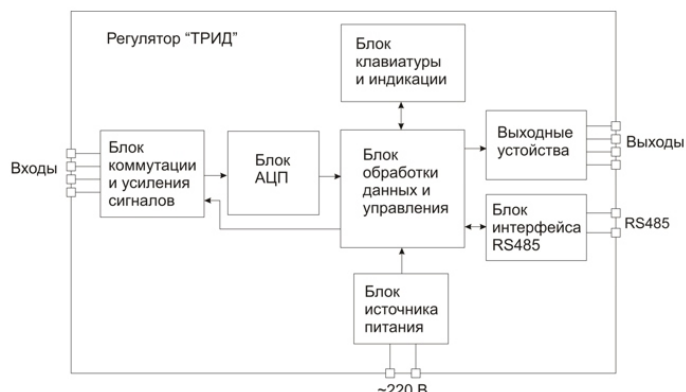 Регулятор “ТРИД”
Блок
клавиатуры
и индикации
Блок
коммутации
и усиления
сигналов
Блок
АЦП
Блок
обработки
данных и
управления
Выходные
устойства
Входы
Выходы
Блок
интерфейса
RS485
RS485
Блок
источника
питания
~220 В